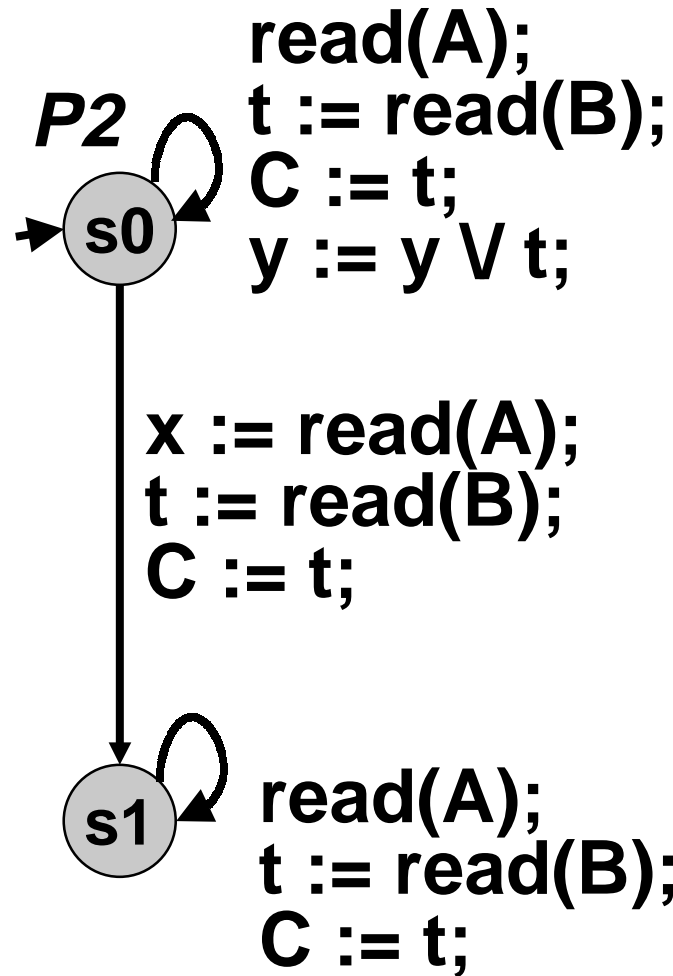 read(A);
P2
t := read(B);
C := t;
s0
y := y V t;
x := read(A);
t := read(B);
C := t;
s1
read(A);
t := read(B);
C := t;